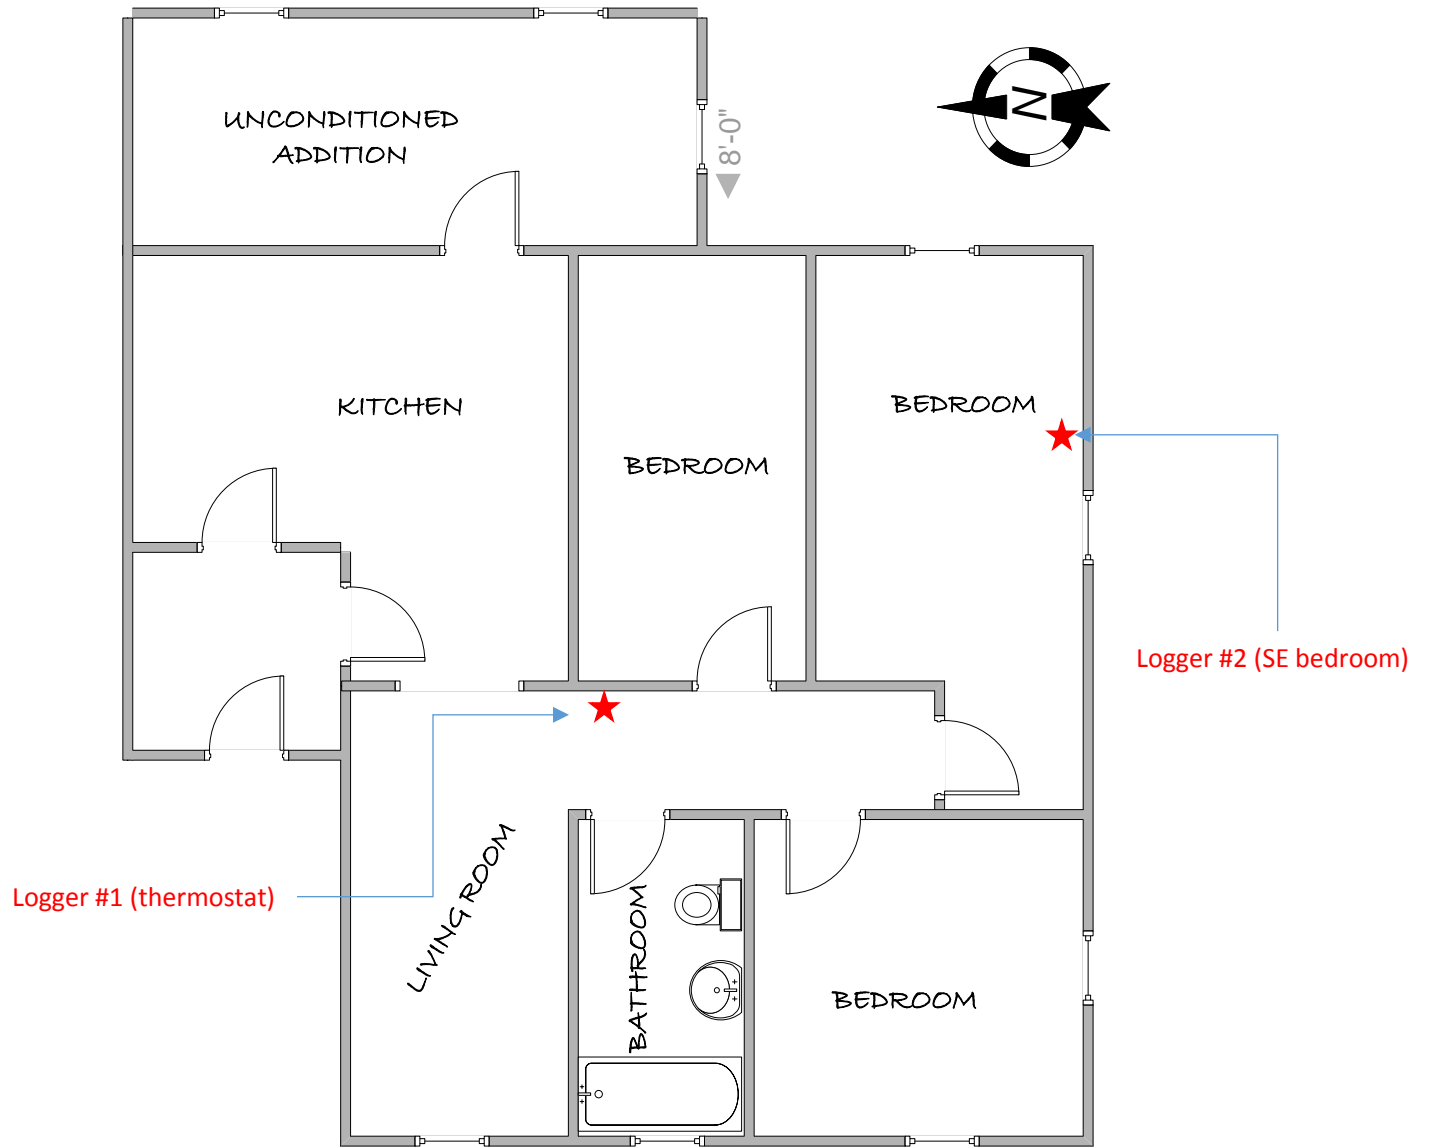 UNCONDITIONED
ADDITION
8'-0"
N
KITCHEN
BEDROOM
BEDROOM
Logger #2 (SE bedroom)
Logger #1 (thermostat)
LIVING ROOM
BATHROOM
BEDROOM